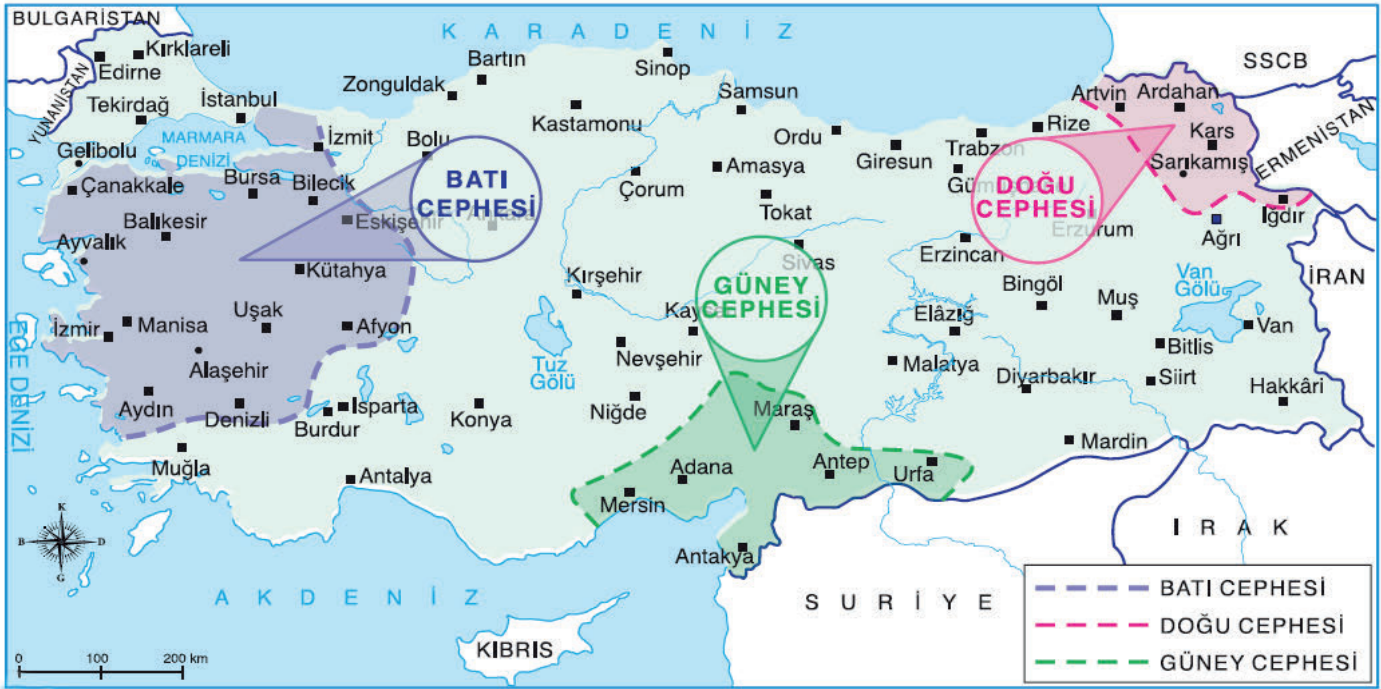 BULGARİSTAN
YUNANİSTAN
KARADENİZ
SSCB
ERMENİSTAN
İRAN
IRAK
SURİYE
KIBRIS
AKDENİZ
EGE DENİZİ
MARMARA
DENİZİ
Edirne
Kırklareli
Tekirdağ
İstanbul
Gelibolu
Çanakkale
Bursa
Bilecik
İzmit
Bolu
Zonguldak
Bartın
Kastamonu
Sinop
Samsun
Çorum
Amasya
Tokat
Ordu
Giresun
Trabzon
Rize
Artvin
Ardahan
Kars
Sarıkamış
Iğdır
Ağrı
Erzurum
Erzincan
Sivas
Ankara
Eskişehir
BATI
CEPHESİ
DOĞU
CEPHESİ
GÜNEY
CEPHESİ
Balıkesir
Ayvalık
Kütahya
Uşak
Afyon
Manisa
İzmir
Alaşehir
Aydın
Denizli
Burdur
Isparta
Muğla
Antalya
Konya
Tuz
Gölü
Kırşehir
Nevşehir
Niğde
Kayseri
Maraş
Adana
Mersin
Antep
Urfa
Antakya
Elâzığ
Malatya
Bingöl
Muş
Van
Gölü
Van
Bitlis
Siirt
Diyarbakır
Hakkâri
Mardin
K
B
D
G
0 100 200 km
BATI CEPHESİ
DOĞU CEPHESİ
GÜNEY CEPHESİ